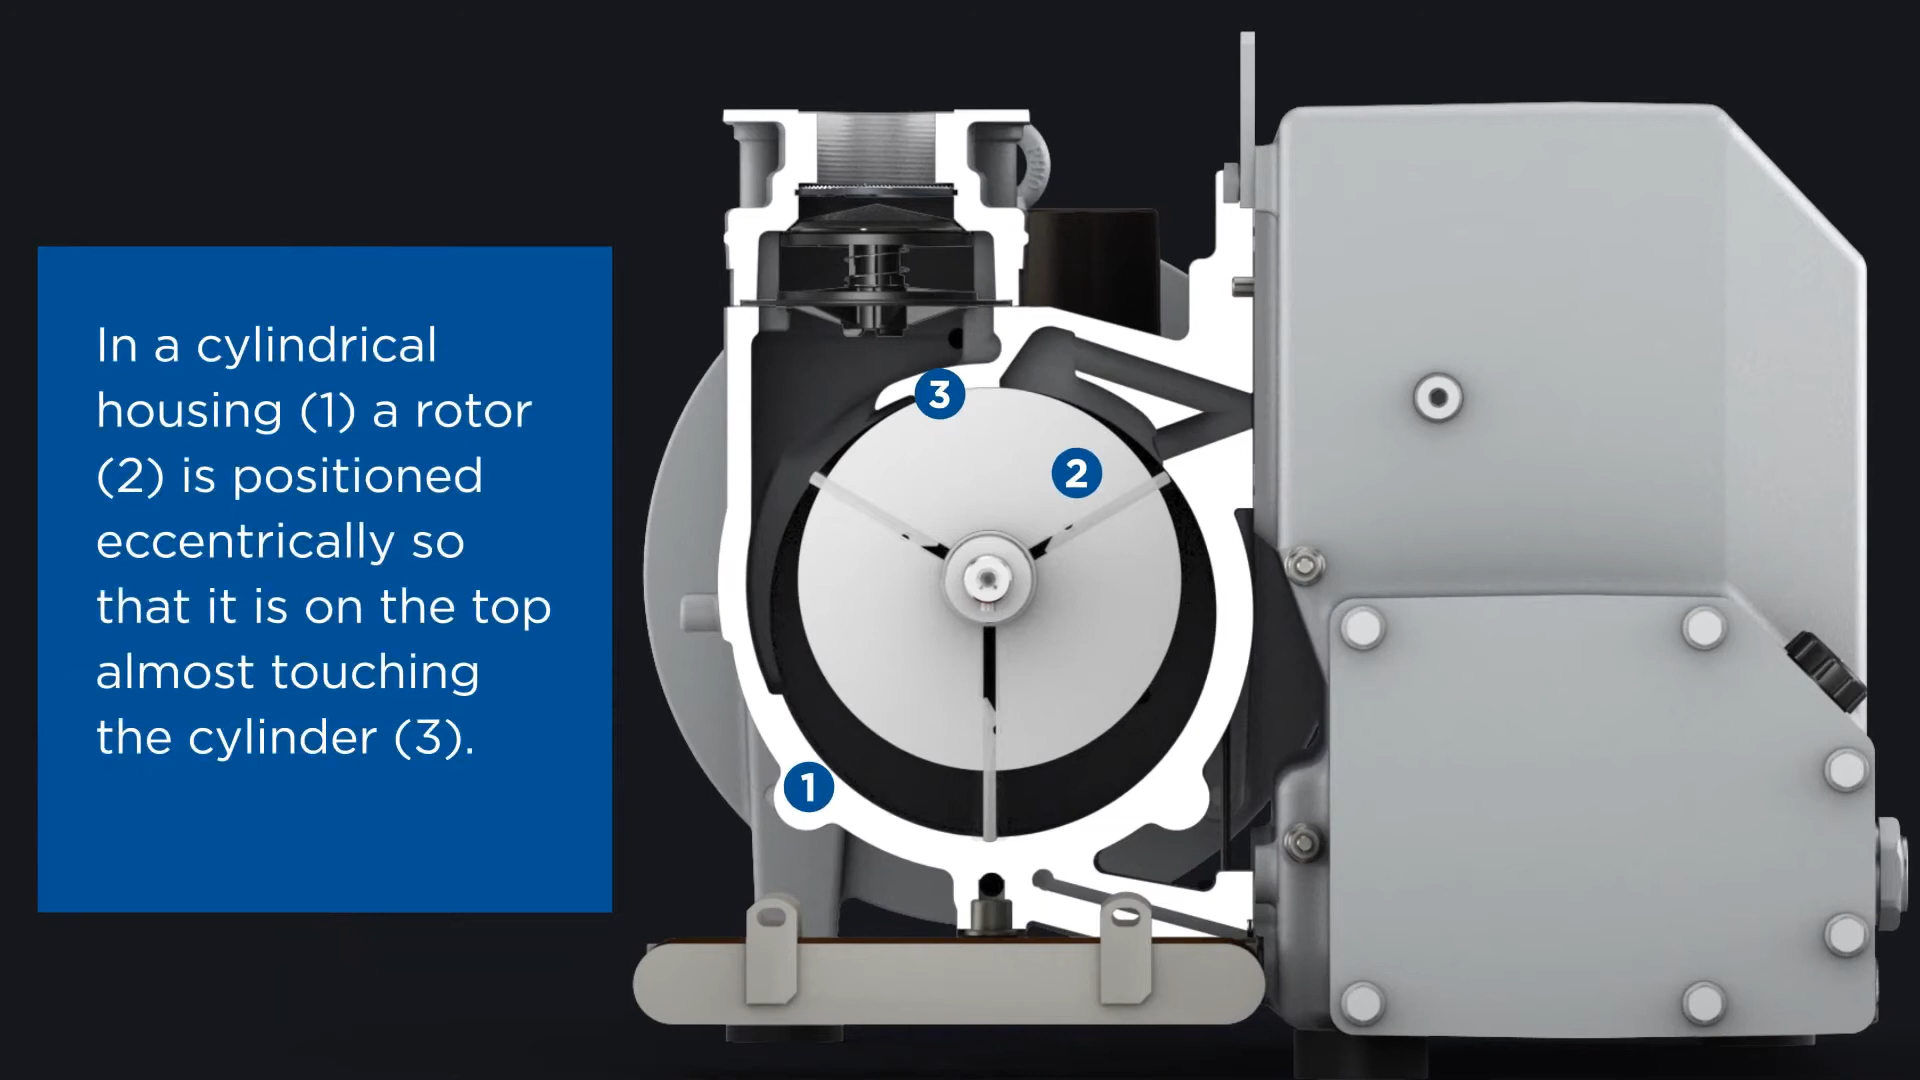 In a cylindrical
housing (1) a rotor
(2) is positioned
eccentrically so
that it is on the top
almost touching
the cylinder (3).
3
2
1